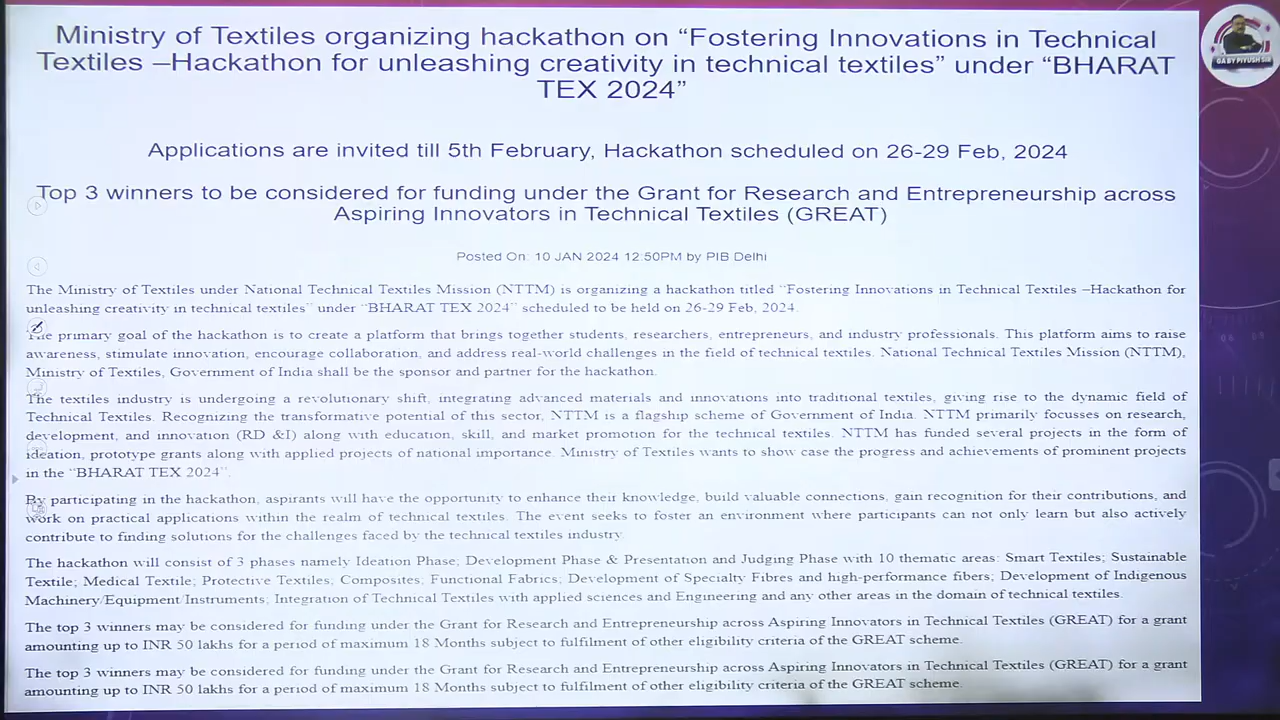 Ministry of Textiles organizing hackathon on “Fostering Innovations in Technical
Textiles –Hackathon for unleashing creativity in technical textiles” under “BHARAT
TEX 2024”
Applications are invited till 5th February, Hackathon scheduled on 26-29 Feb, 2024
Top 3 winners to be considered for funding under the Grant for Research and Entrepreneurship across
Aspiring Innovators in Technical Textiles (GREAT)
Posted On: 10 JAN 2024 12:50PM by PIB Delhi
The Ministry of Textiles under National Technical Textiles Mission (NTTM) is organizing a hackathon titled “Fostering Innovations in Technical Textiles –Hackathon for
unleashing creativity in technical textiles” under “BHARAT TEX 2024” scheduled to be held on 26-29 Feb, 2024.
The primary goal of the hackathon is to create a platform that brings together students, researchers, entrepreneurs, and industry professionals. This platform aims to raise
awareness, stimulate innovation, encourage collaboration, and address real-world challenges in the field of technical textiles. National Technical Textiles Mission (NTTM),
Ministry of Textiles, Government of India shall be the sponsor and partner for the hackathon.
The textiles industry is undergoing a revolutionary shift, integrating advanced materials and innovations into traditional textiles, giving rise to the dynamic field of
Technical Textiles. Recognizing the transformative potential of this sector, NTTM is a flagship scheme of Government of India. NTTM primarily focusses on research,
development, and innovation (RD &I) along with education, skill, and market promotion for the technical textiles. NTTM has funded several projects in the form of
ideation, prototype grants along with applied projects of national importance. Ministry of Textiles wants to show case the progress and achievements of prominent projects
in the “BHARAT TEX 2024”.
By participating in the hackathon, aspirants will have the opportunity to enhance their knowledge, build valuable connections, gain recognition for their contributions, and
work on practical applications within the realm of technical textiles. The event seeks to foster an environment where participants can not only learn but also actively
contribute to finding solutions for the challenges faced by the technical textiles industry.
The hackathon will consist of 3 phases namely Ideation Phase; Development Phase & Presentation and Judging Phase with 10 thematic areas: Smart Textiles; Sustainable
Textile; Medical Textile; Protective Textiles; Composites; Functional Fabrics; Development of Specialty Fibres and high-performance fibers; Development of Indigenous
Machinery/Equipment/Instruments; Integration of Technical Textiles with applied sciences and Engineering and any other areas in the domain of technical textiles.
The top 3 winners may be considered for funding under the Grant for Research and Entrepreneurship across Aspiring Innovators in Technical Textiles (GREAT) for a grant
amounting up to INR 50 lakhs for a period of maximum 18 Months subject to fulfilment of other eligibility criteria of the GREAT scheme.
The top 3 winners may be considered for funding under the Grant for Research and Entrepreneurship across Aspiring Innovators in Technical Textiles (GREAT) for a grant
amounting up to INR 50 lakhs for a period of maximum 18 Months subject to fulfilment of other eligibility criteria of the GREAT scheme.
GA BY PIYUSH SIR